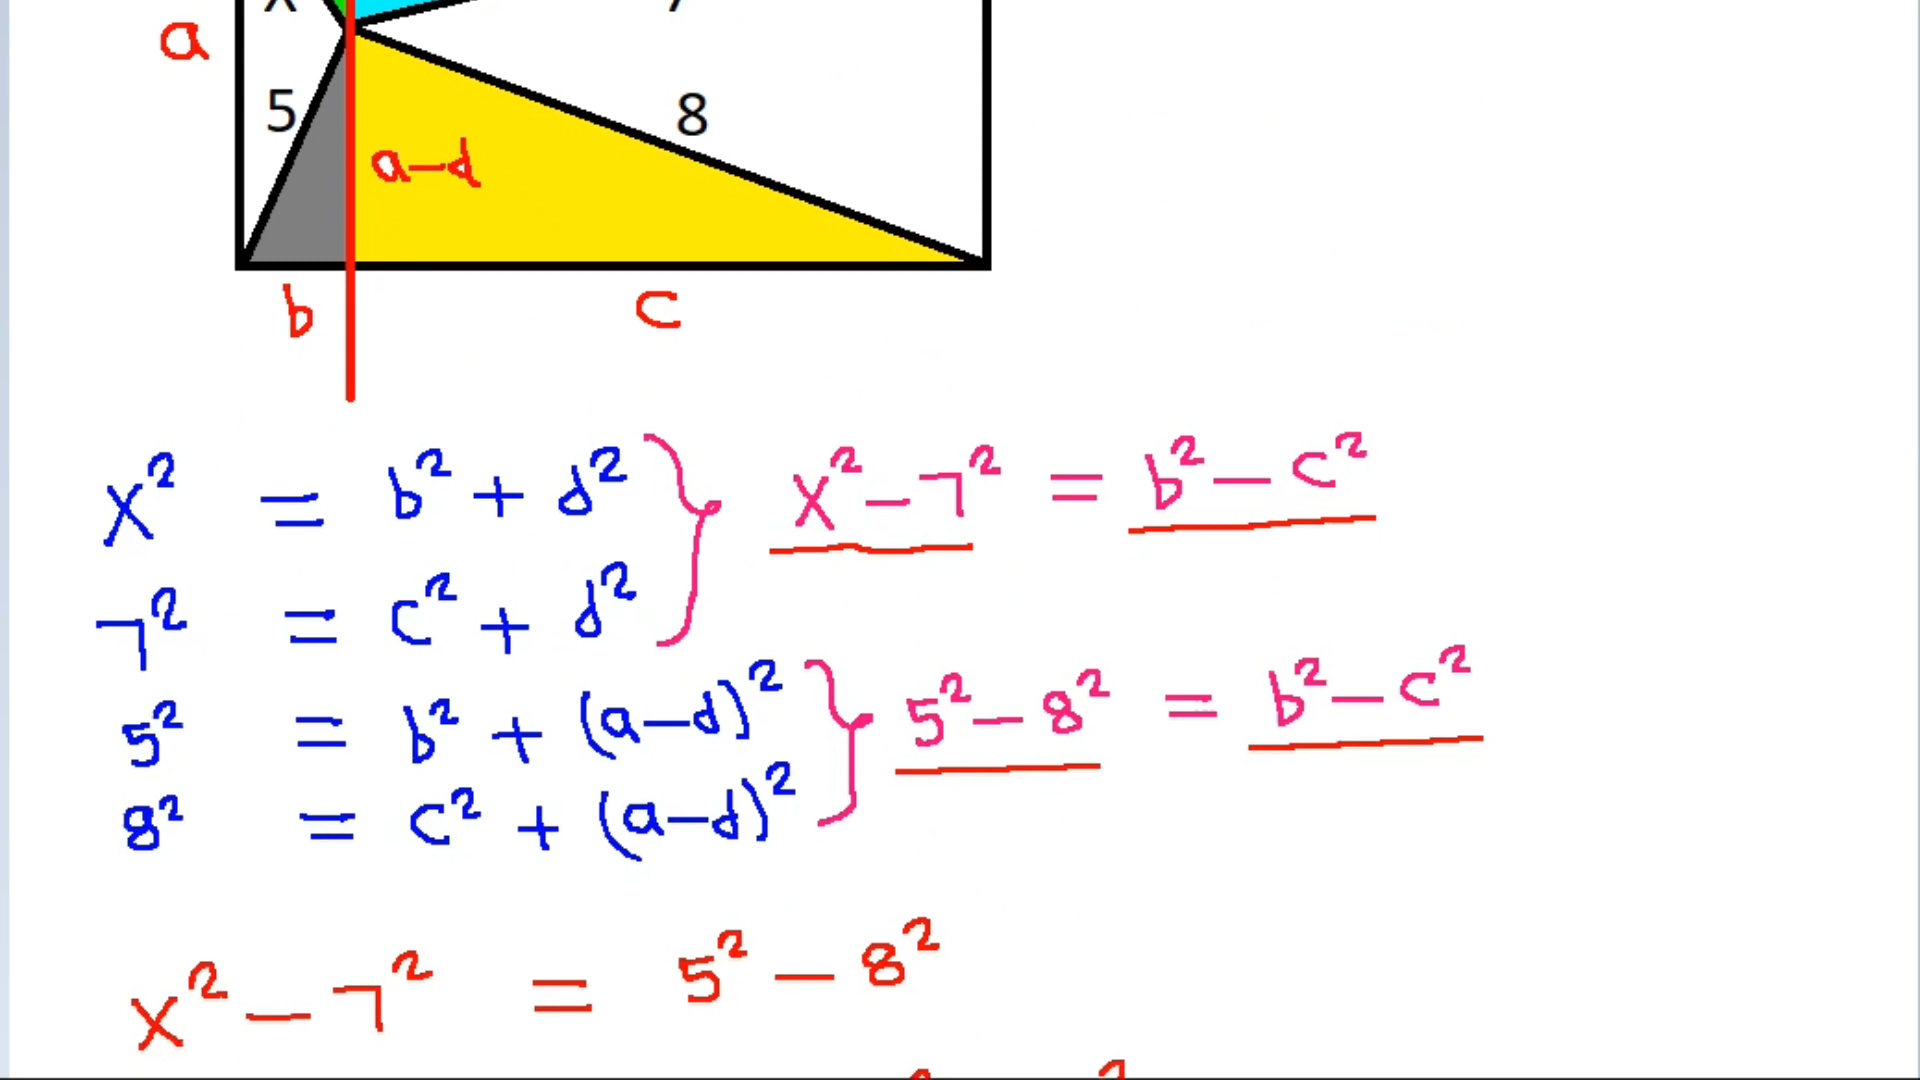 x 7
a
5 8
a-d
b c
x² = b² + d² x² - 7² = b² - c²
7² = c² + d²
5² = b² + (a-d)² 5² - 8² = b² - c²
8² = c² + (a-d)²
x² - 7² = 5² - 8²